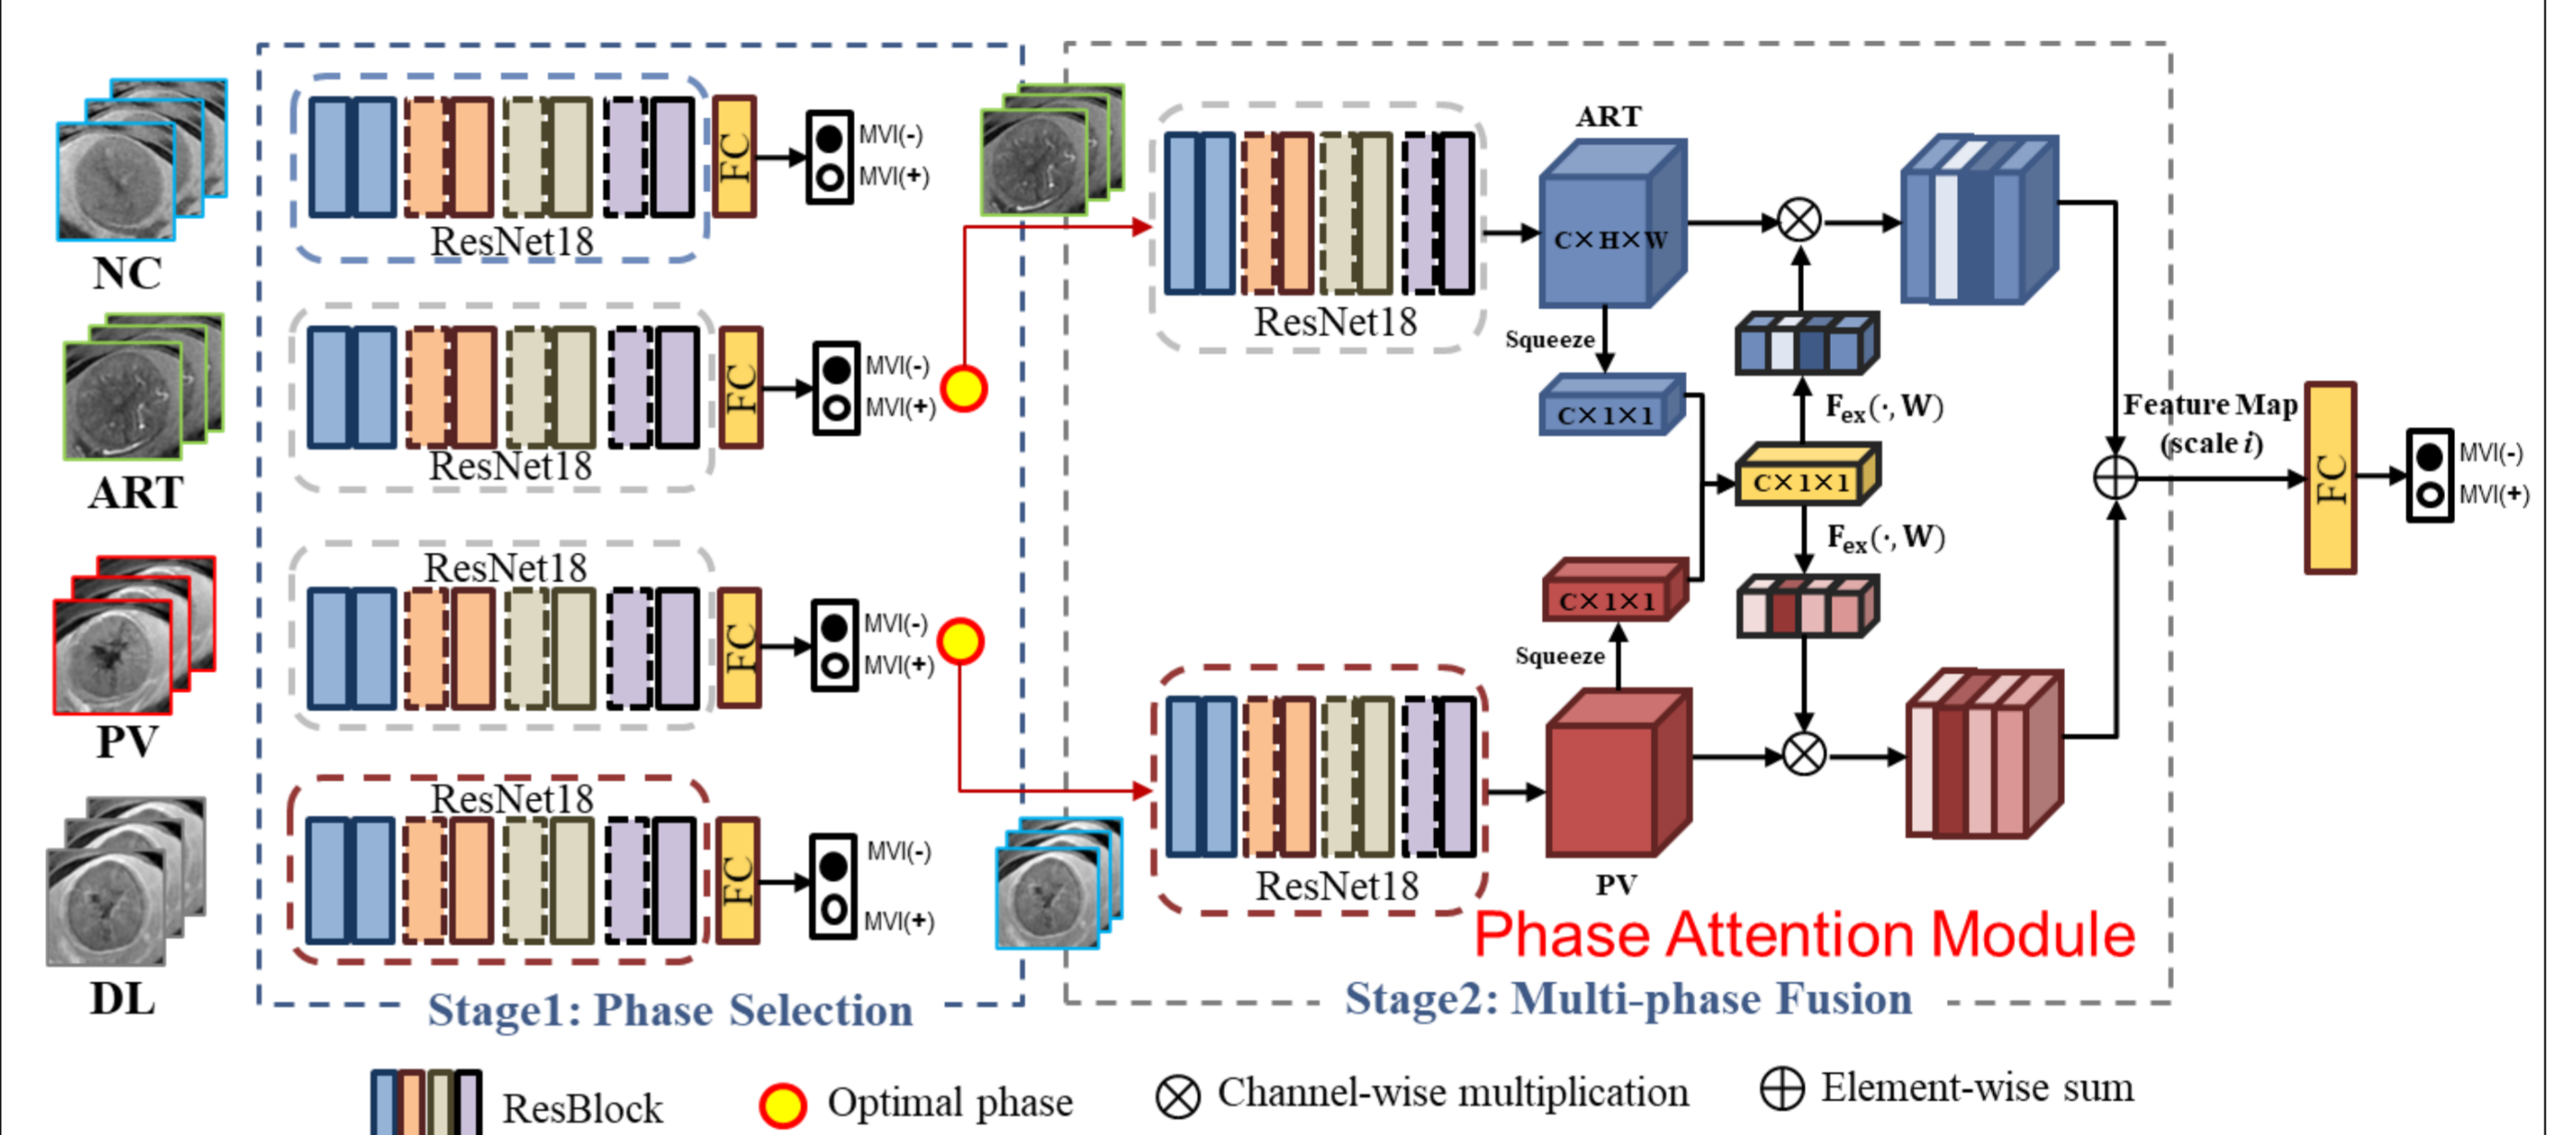 NC
ResNet18
FC
MVI(-)
MVI(+)
ART
ResNet18
FC
MVI(-)
MVI(+)
PV
ResNet18
FC
MVI(-)
MVI(+)
DL
ResNet18
FC
MVI(-)
MVI(+)
Stage1: Phase Selection
ResNet18
ART
C×H×W
Squeeze
C×1×1
Fex(·, W)
C×1×1
Fex(·, W)
C×1×1
Squeeze
ResNet18
PV
Phase Attention Module
Stage2: Multi-phase Fusion
Feature Map
(scale i)
FC
MVI(-)
MVI(+)
ResBlock
Optimal phase
Channel-wise multiplication
Element-wise sum